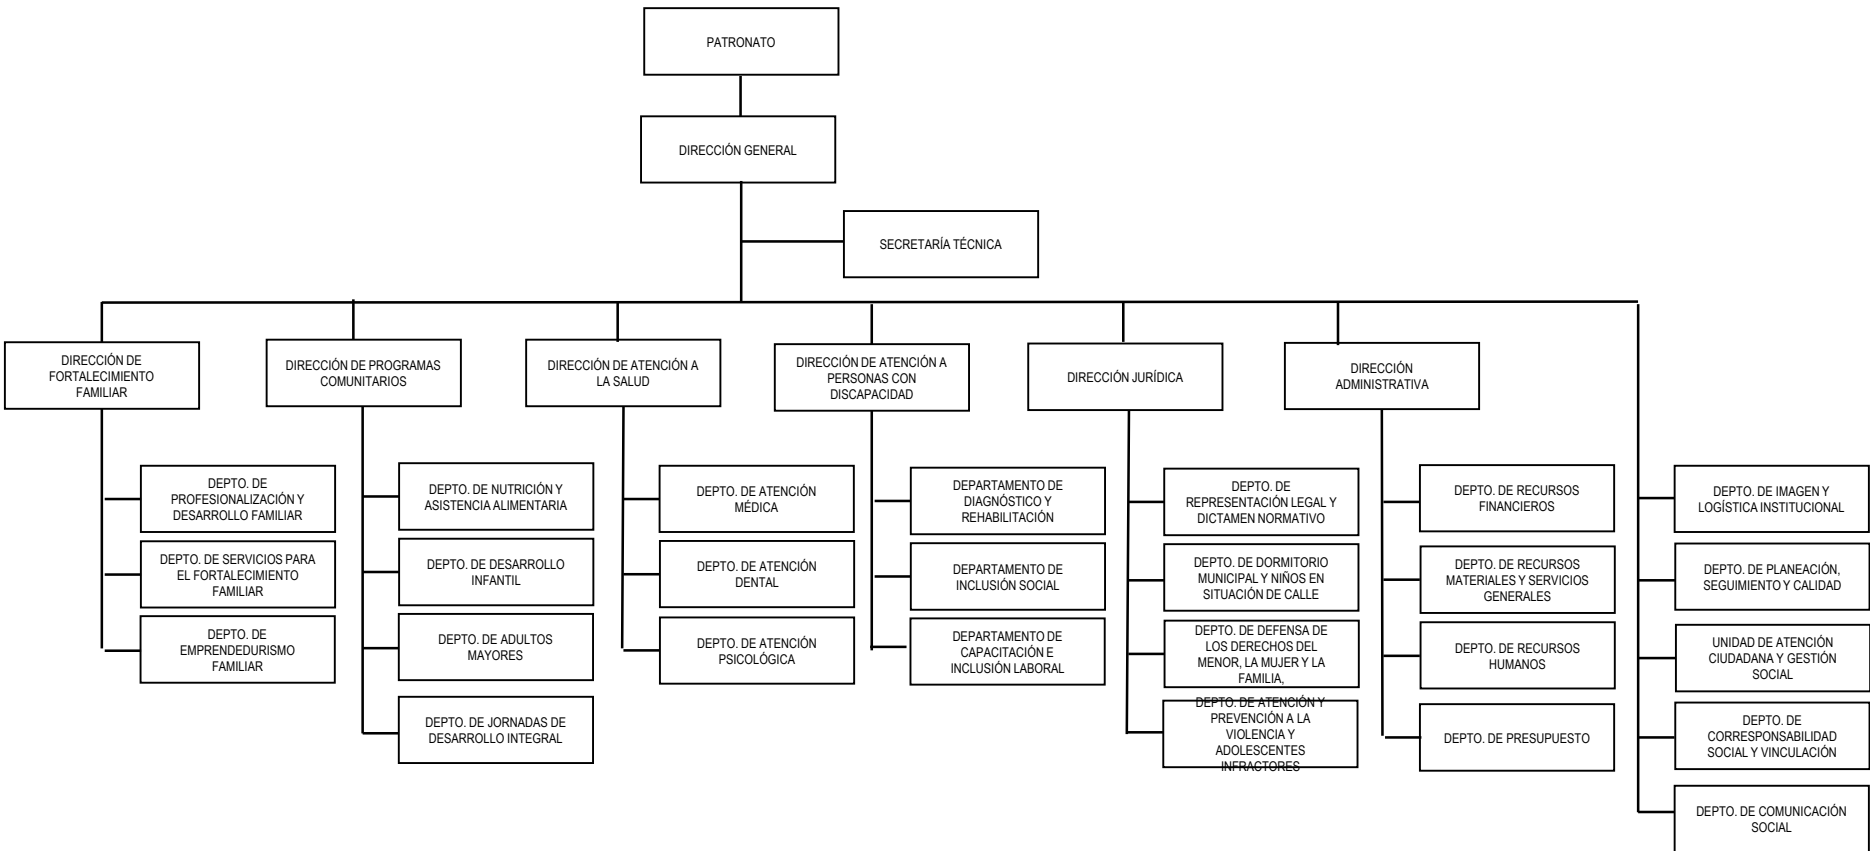 PATRONATO
DIRECCIÓN GENERAL
SECRETARÍA TÉCNICA
DIRECCIÓN DE
FORTALECIMIENTO
FAMILIAR
DIRECCIÓN DE PROGRAMAS
COMUNITARIOS
DIRECCIÓN DE ATENCIÓN A
LA SALUD
DIRECCIÓN DE ATENCIÓN A
PERSONAS CON
DISCAPACIDAD
DIRECCIÓN JURÍDICA
DIRECCIÓN
ADMINISTRATIVA
DEPTO. DE
PROFESIONALIZACIÓN Y
DESARROLLO FAMILIAR
DEPTO. DE SERVICIOS PARA
EL FORTALECIMIENTO
FAMILIAR
DEPTO. DE
EMPRENDEDURISMO
FAMILIAR
DEPTO. DE NUTRICIÓN Y
ASISTENCIA ALIMENTARIA
DEPTO. DE DESARROLLO
INFANTIL
DEPTO. DE ADULTOS
MAYORES
DEPTO. DE JORNADAS DE
DESARROLLO INTEGRAL
DEPTO. DE ATENCIÓN
MÉDICA
DEPTO. DE ATENCIÓN
DENTAL
DEPTO. DE ATENCIÓN
PSICOLÓGICA
DEPARTAMENTO DE
DIAGNÓSTICO Y
REHABILITACIÓN
DEPARTAMENTO DE
INCLUSIÓN SOCIAL
DEPARTAMENTO DE
CAPACITACIÓN E
INCLUSIÓN LABORAL
DEPTO. DE
REPRESENTACIÓN LEGAL Y
DICTAMEN NORMATIVO
DEPTO. DE DORMITORIO
MUNICIPAL Y NIÑOS EN
SITUACIÓN DE CALLE
DEPTO. DE DEFENSA DE
LOS DERECHOS DEL
MENOR, LA MUJER Y LA
FAMILIA,
DEPTO. DE ATENCIÓN Y
PREVENCIÓN A LA
VIOLENCIA Y
ADOLESCENTES
INFRACTORES
DEPTO. DE RECURSOS
FINANCIEROS
DEPTO. DE RECURSOS
MATERIALES Y SERVICIOS
GENERALES
DEPTO. DE RECURSOS
HUMANOS
DEPTO. DE PRESUPUESTO
DEPTO. DE IMAGEN Y
LOGÍSTICA INSTITUCIONAL
DEPTO. DE PLANEACIÓN,
SEGUIMIENTO Y CALIDAD
UNIDAD DE ATENCIÓN
CIUDADANA Y GESTIÓN
SOCIAL
DEPTO. DE
CORRESPONSABILIDAD
SOCIAL Y VINCULACIÓN
DEPTO. DE COMUNICACIÓN
SOCIAL